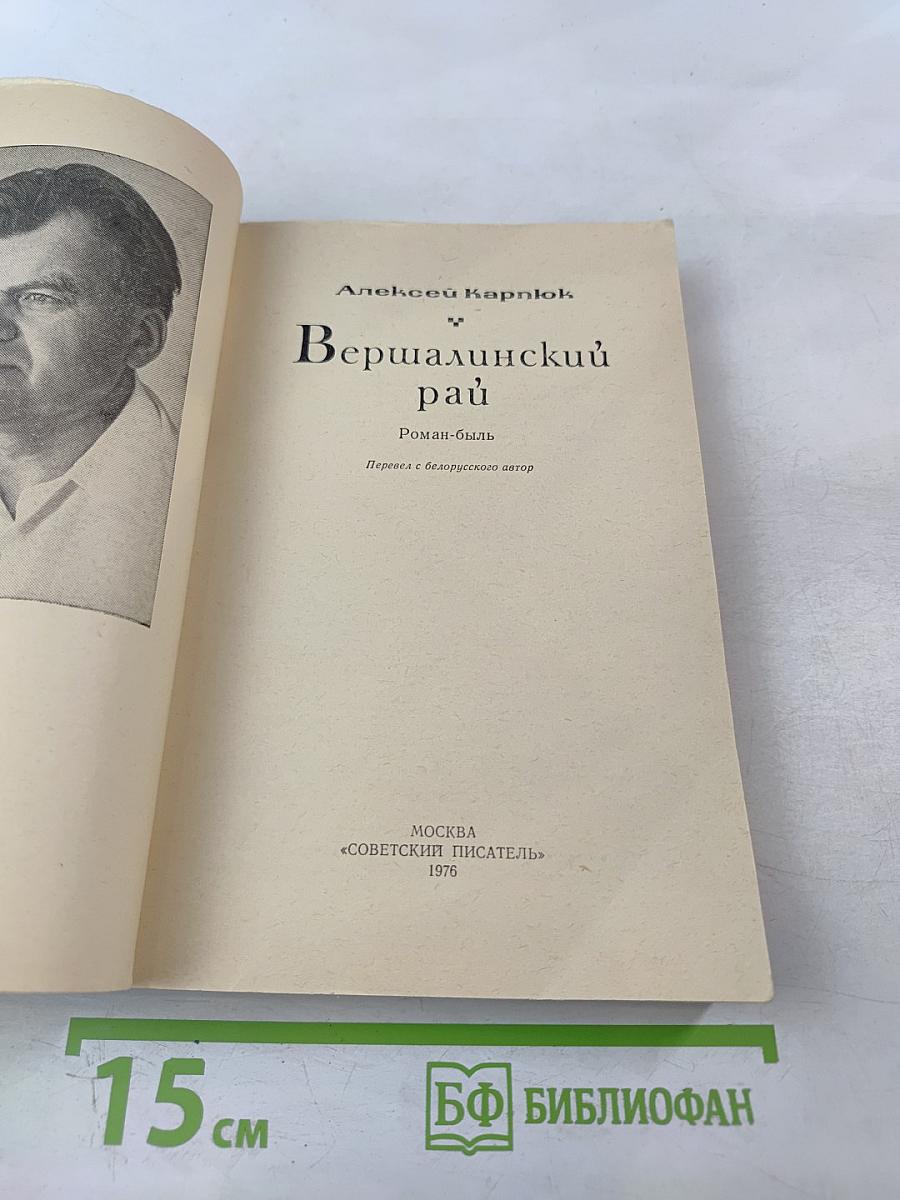 Алексей Карпюк
Вершалинский
рай
Роман-быль
Перевел с белорусского автор
МОСКВА
«СОВЕТСКИЙ ПИСАТЕЛЬ»
1976
15 см
БФ БИБЛИОФАН